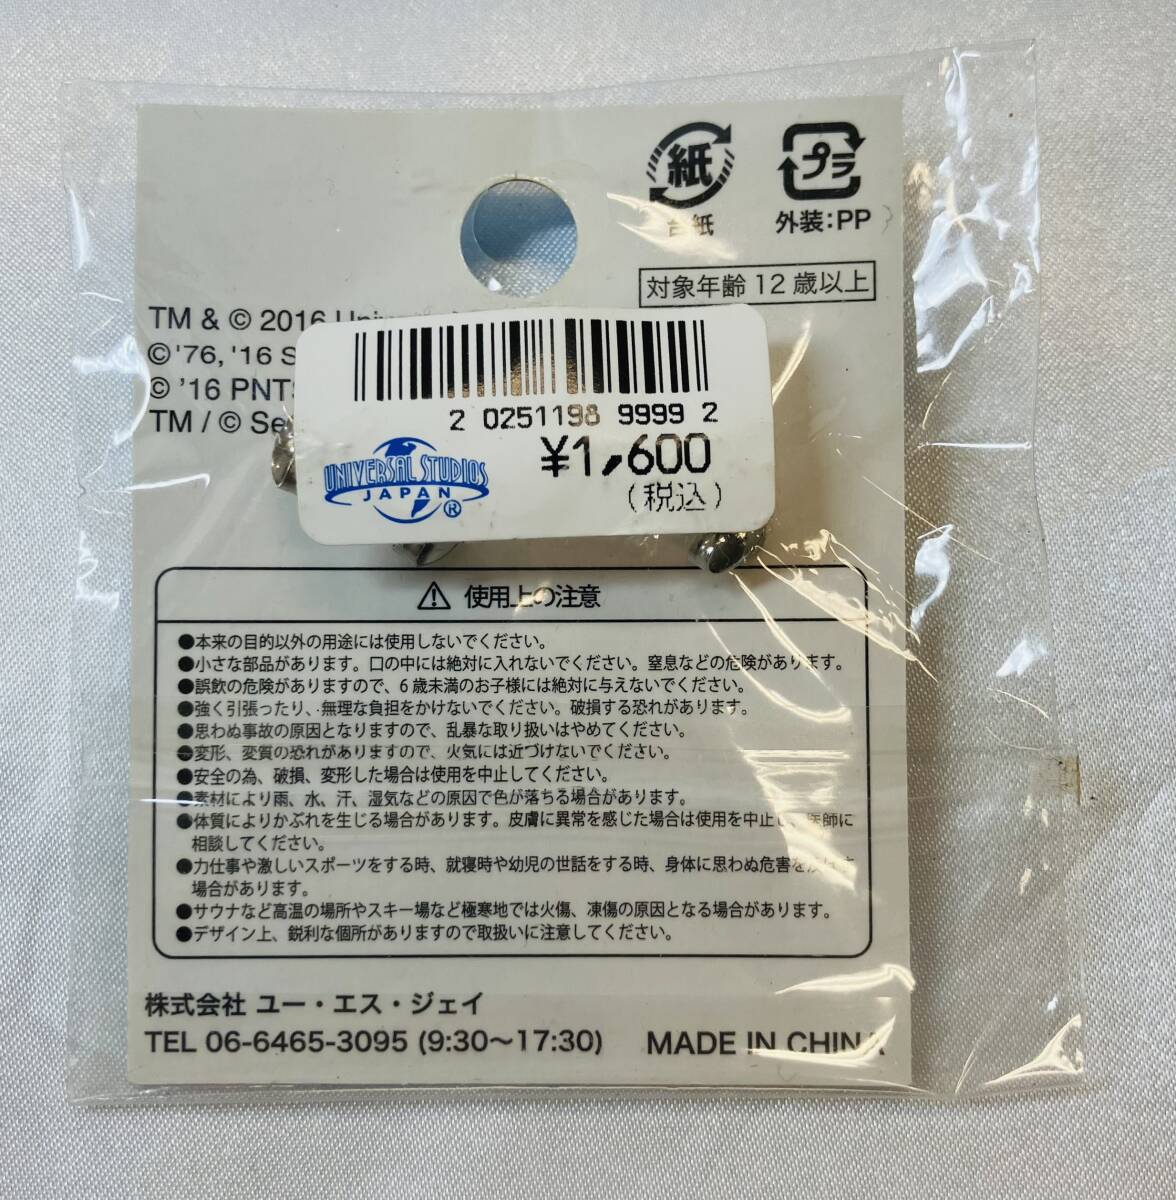 紙
台紙
プラ
外装:PP
対象年齢12歳以上
TM & © 2016
© '76, '16 S
© '16 PNTS
TM / © Se
2 0251198 9999 2
¥1,600
(税込)
UNIVERSAL STUDIOS
JAPAN
®
使用上の注意
●本来の目的以外の用途には使用しないでください。
●小さな部品があります。口の中には絶対に入れないでください。窒息などの危険があります。
●誤飲の危険がありますので、6歳未満のお子様には絶対に与えないでください。
●強く引張ったり、無理な負担をかけないでください。破損する恐れがあります。
●思わぬ事故の原因となりますので、乱暴な取り扱いはやめてください。
●変形、変質の恐れがありますので、火気には近づけないでください。
●安全の為、破損、変形した場合は使用を中止してください。
●素材により雨、水、汗、湿気などの原因で色が落ちる場合があります。
●体質によりかぶれを生じる場合があります。皮膚に異常を感じた場合は使用を中止し、医師に
相談してください。
●力仕事や激しいスポーツをする時、就寝時や幼児の世話をする時、身体に思わぬ危害を
場合があります。
●サウナなど高温の場所やスキー場など極寒地では火傷、凍傷の原因となる場合があります。
●デザイン上、鋭利な個所がありますので取扱いに注意してください。
株式会社 ユー・エス・ジェイ
TEL 06-6465-3095 (9:30〜17:30)
MADE IN CHINA